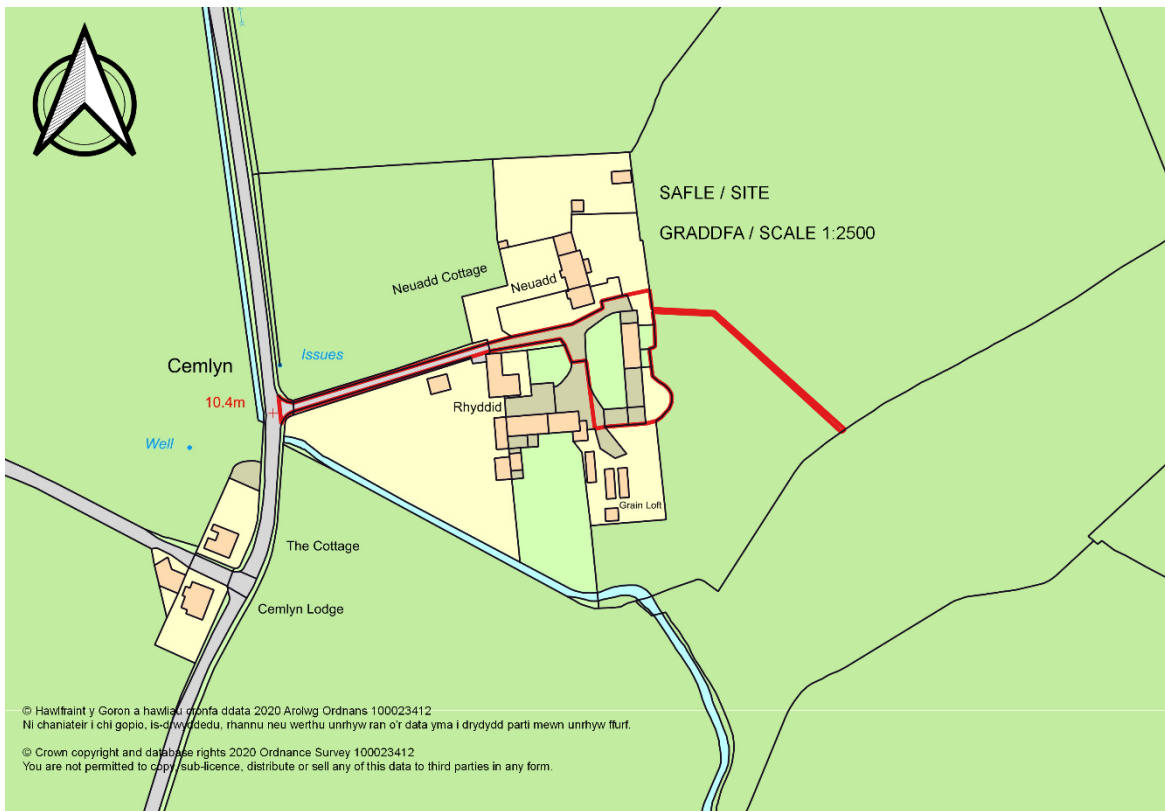 SAFLE / SITE
GRADDFA / SCALE 1:2500
Neuadd Cottage
Neuadd
Issues
Cemlyn
10.4m
Rhyddid
Well
Grain Loft
The Cottage
Cemlyn Lodge
© Hawlfraint y Goron a hawliau cronfa ddata 2020 Arolwg Ordnans 100023412
Ni chaniateir i chi gopio, is-drwyddedu, rhannu neu werthu unrhyw ran o'r data yma i drydydd parti mewn unrhyw ffurf.
© Crown copyright and database rights 2020 Ordnance Survey 100023412
You are not permitted to copy, sub-licence, distribute or sell any of this data to third parties in any form.